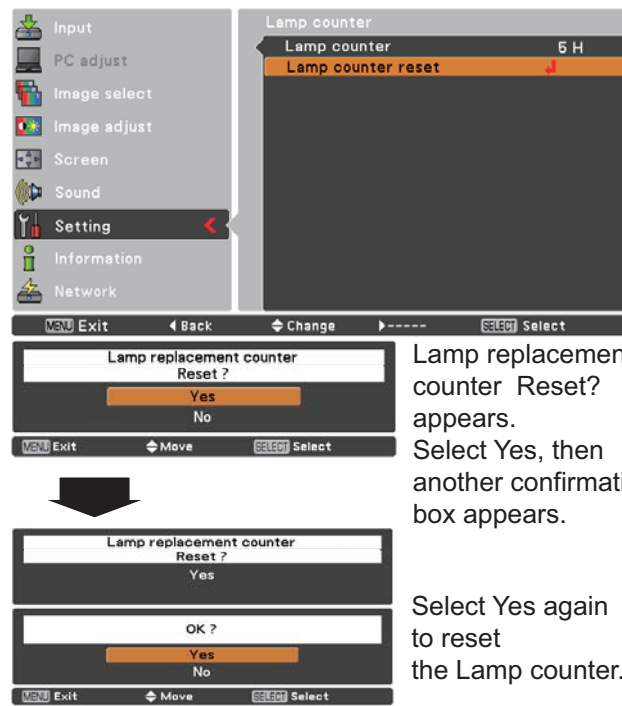 Input
PC adjust
Image select
Image adjust
Screen
Sound
Setting
Information
Network
Lamp counter
Lamp counter 5 H
Lamp counter reset
MENU Exit Back Change ----- SELECT Select
Lamp replacement counter
Reset ?
Yes
No
MENU Exit Move SELECT Select
Lamp replacemen
counter Reset?
appears.
Select Yes, then
another confirmati
box appears.
Lamp replacement counter
Reset ?
Yes
OK ?
Yes
No
MENU Exit Move SELECT Select
Select Yes again
to reset
the Lamp counter.